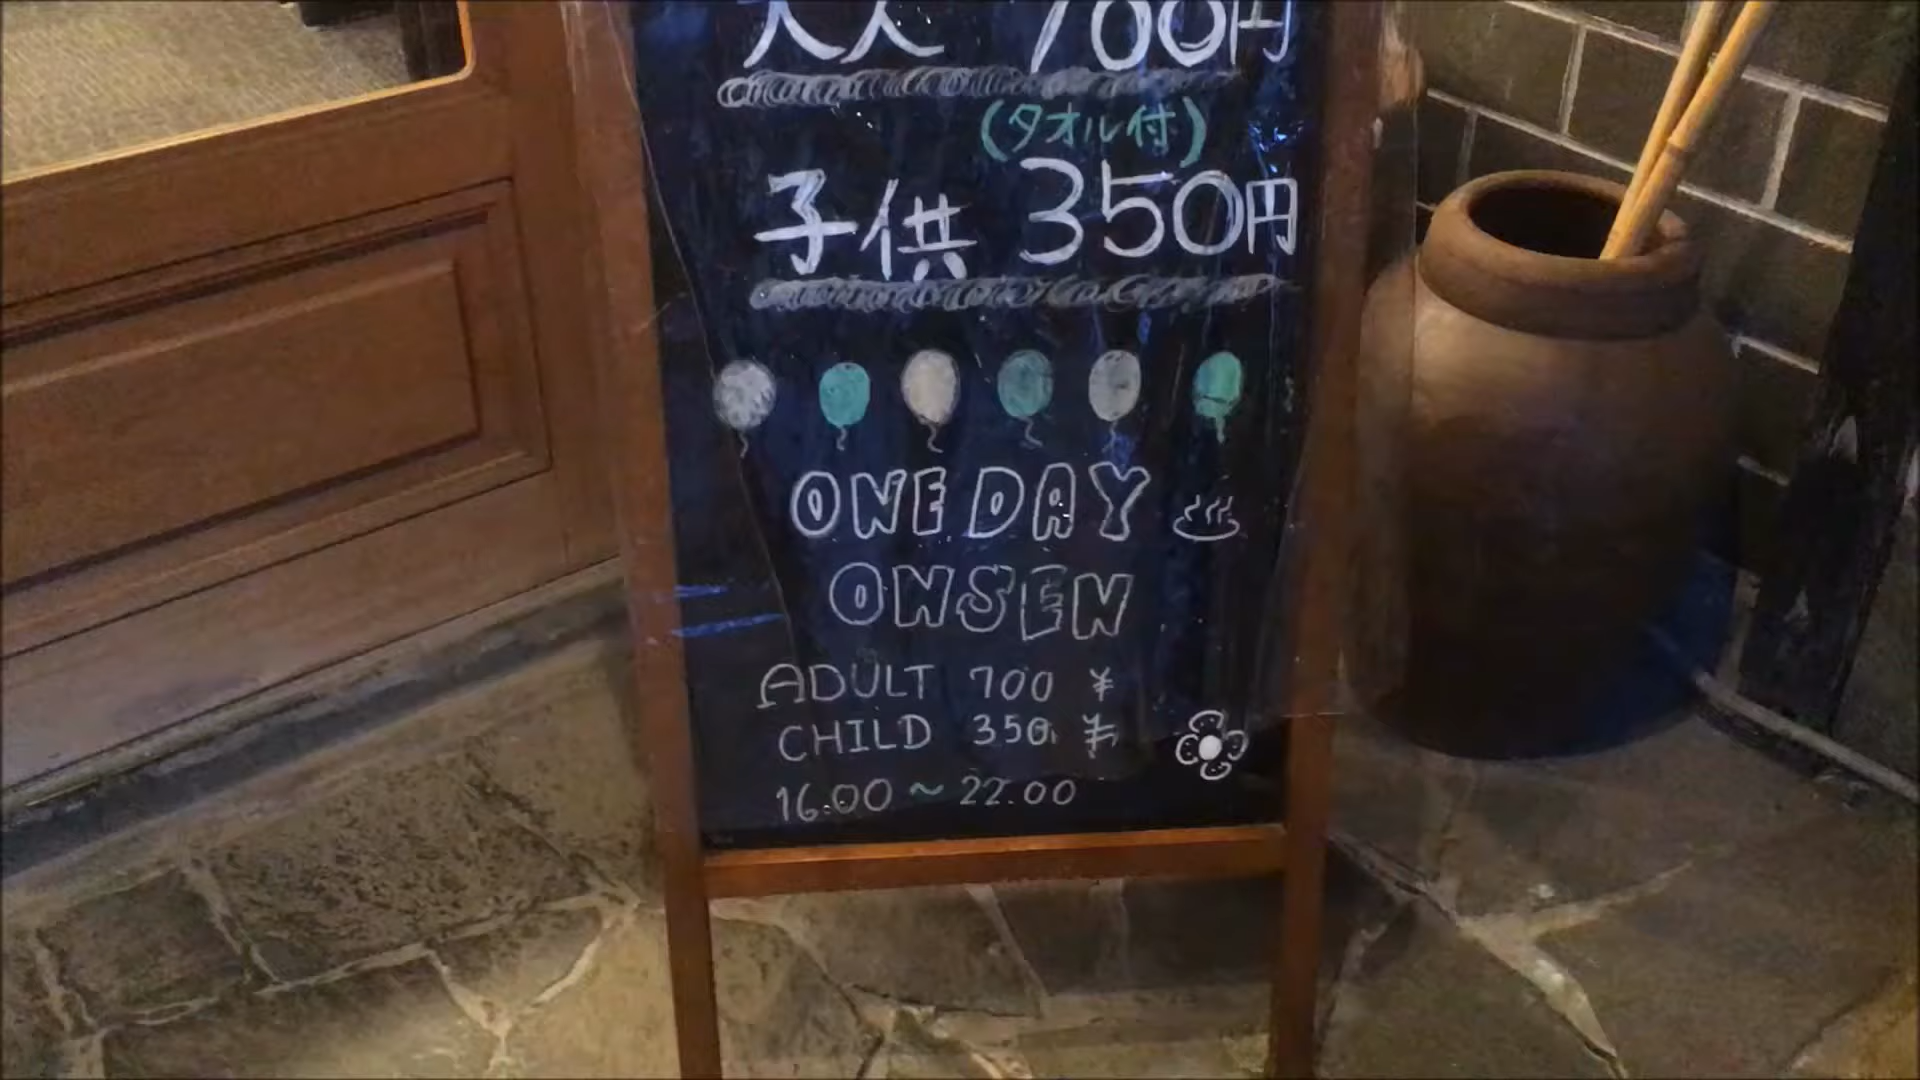 大人 700円
(タオル付)
子供 350円
ONE DAY ♨
ONSEN
ADULT 700 ¥
CHILD 350 ¥
16:00 ~ 22:00